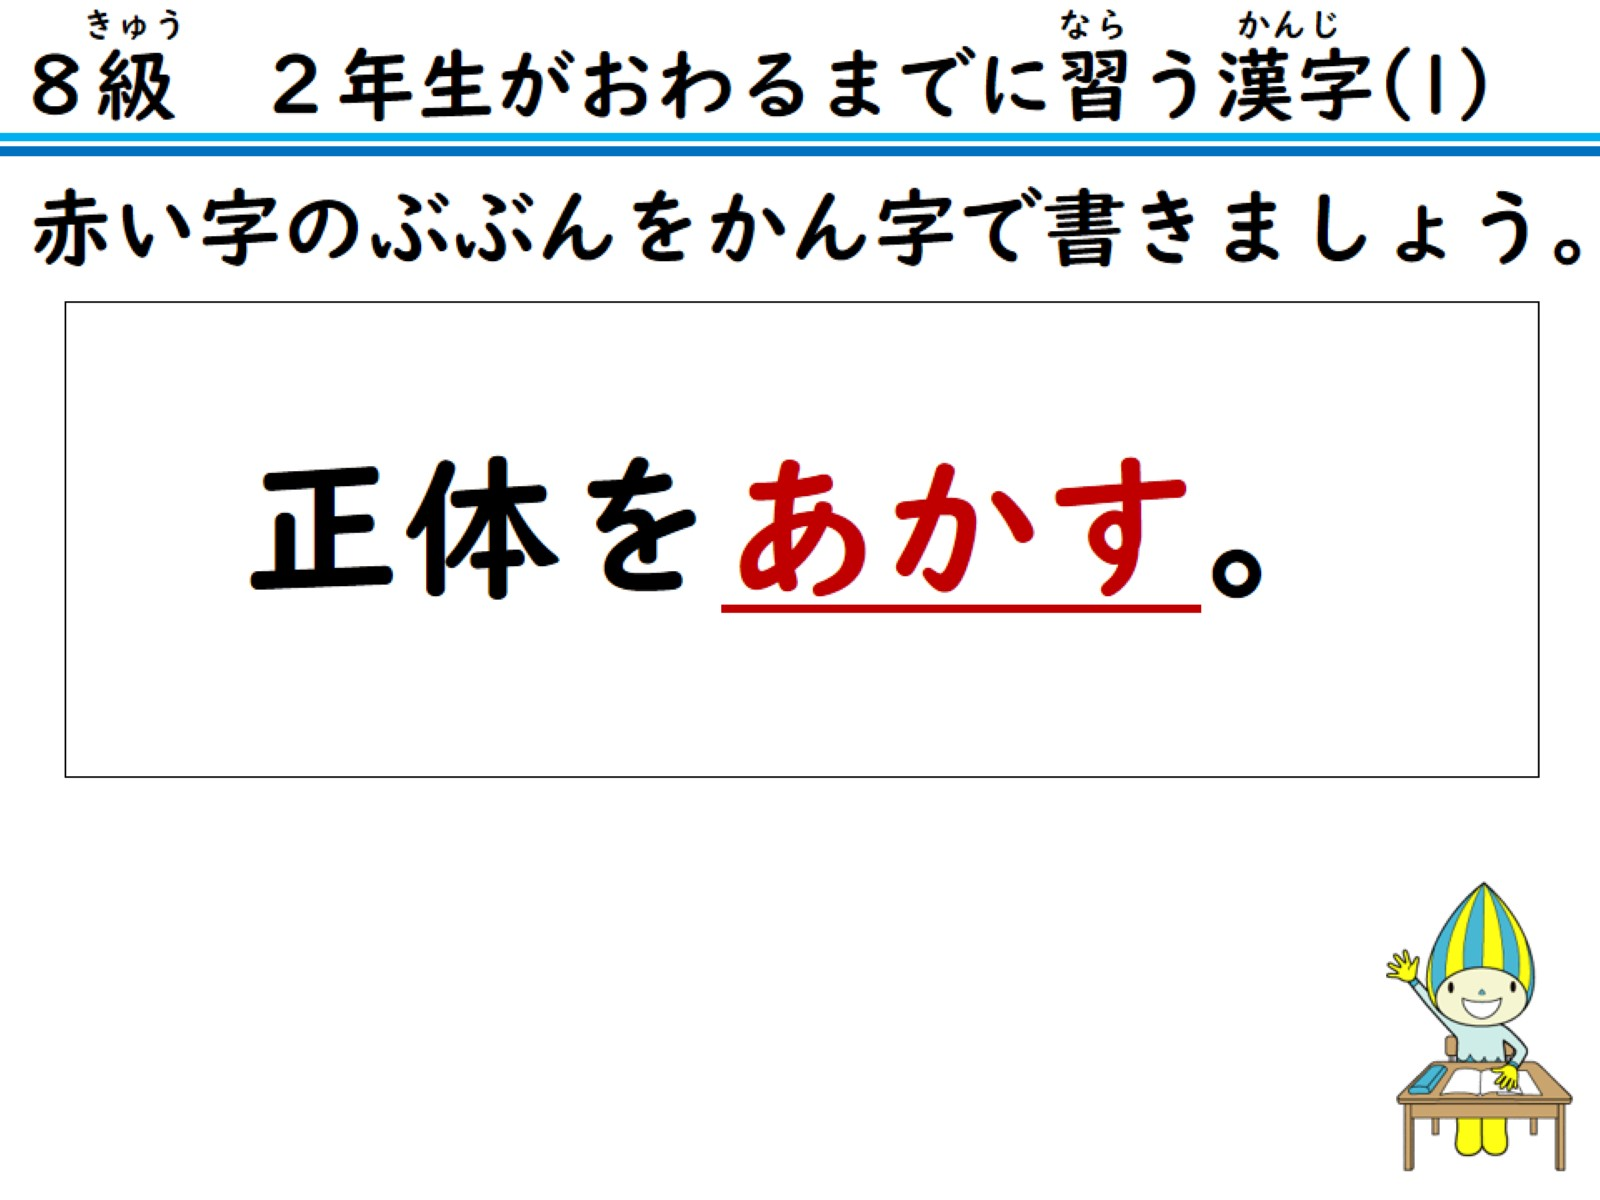 きゅう なら かんじ
８級　２年生がおわるまでに習う漢字(1)
赤い字のぶぶんをかん字で書きましょう。
正体をあかす。